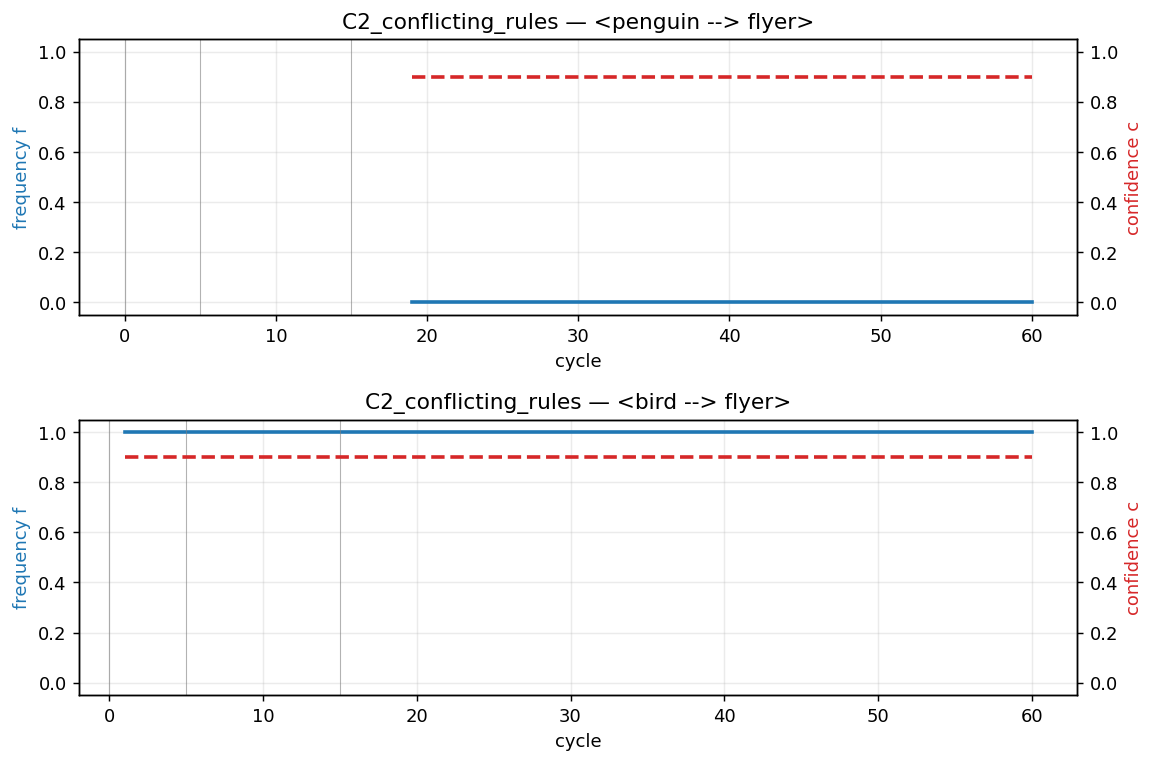 C2_conflicting_rules — <penguin --> flyer>
frequency f
1.0
0.8
0.6
0.4
0.2
0.0
1.0
0.8
0.6
0.4
0.2
0.0
confidence c
0 10 20 30 40 50 60
cycle
C2_conflicting_rules — <bird --> flyer>
frequency f
1.0
0.8
0.6
0.4
0.2
0.0
1.0
0.8
0.6
0.4
0.2
0.0
confidence c
0 10 20 30 40 50 60
cycle